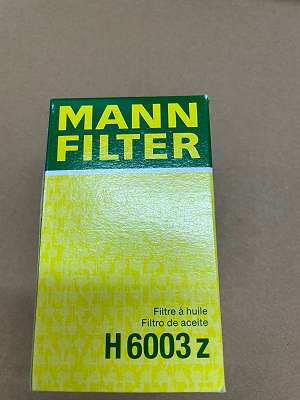 MANN
FILTER
Filtre à huile
Filtro de aceite
H 6003 z